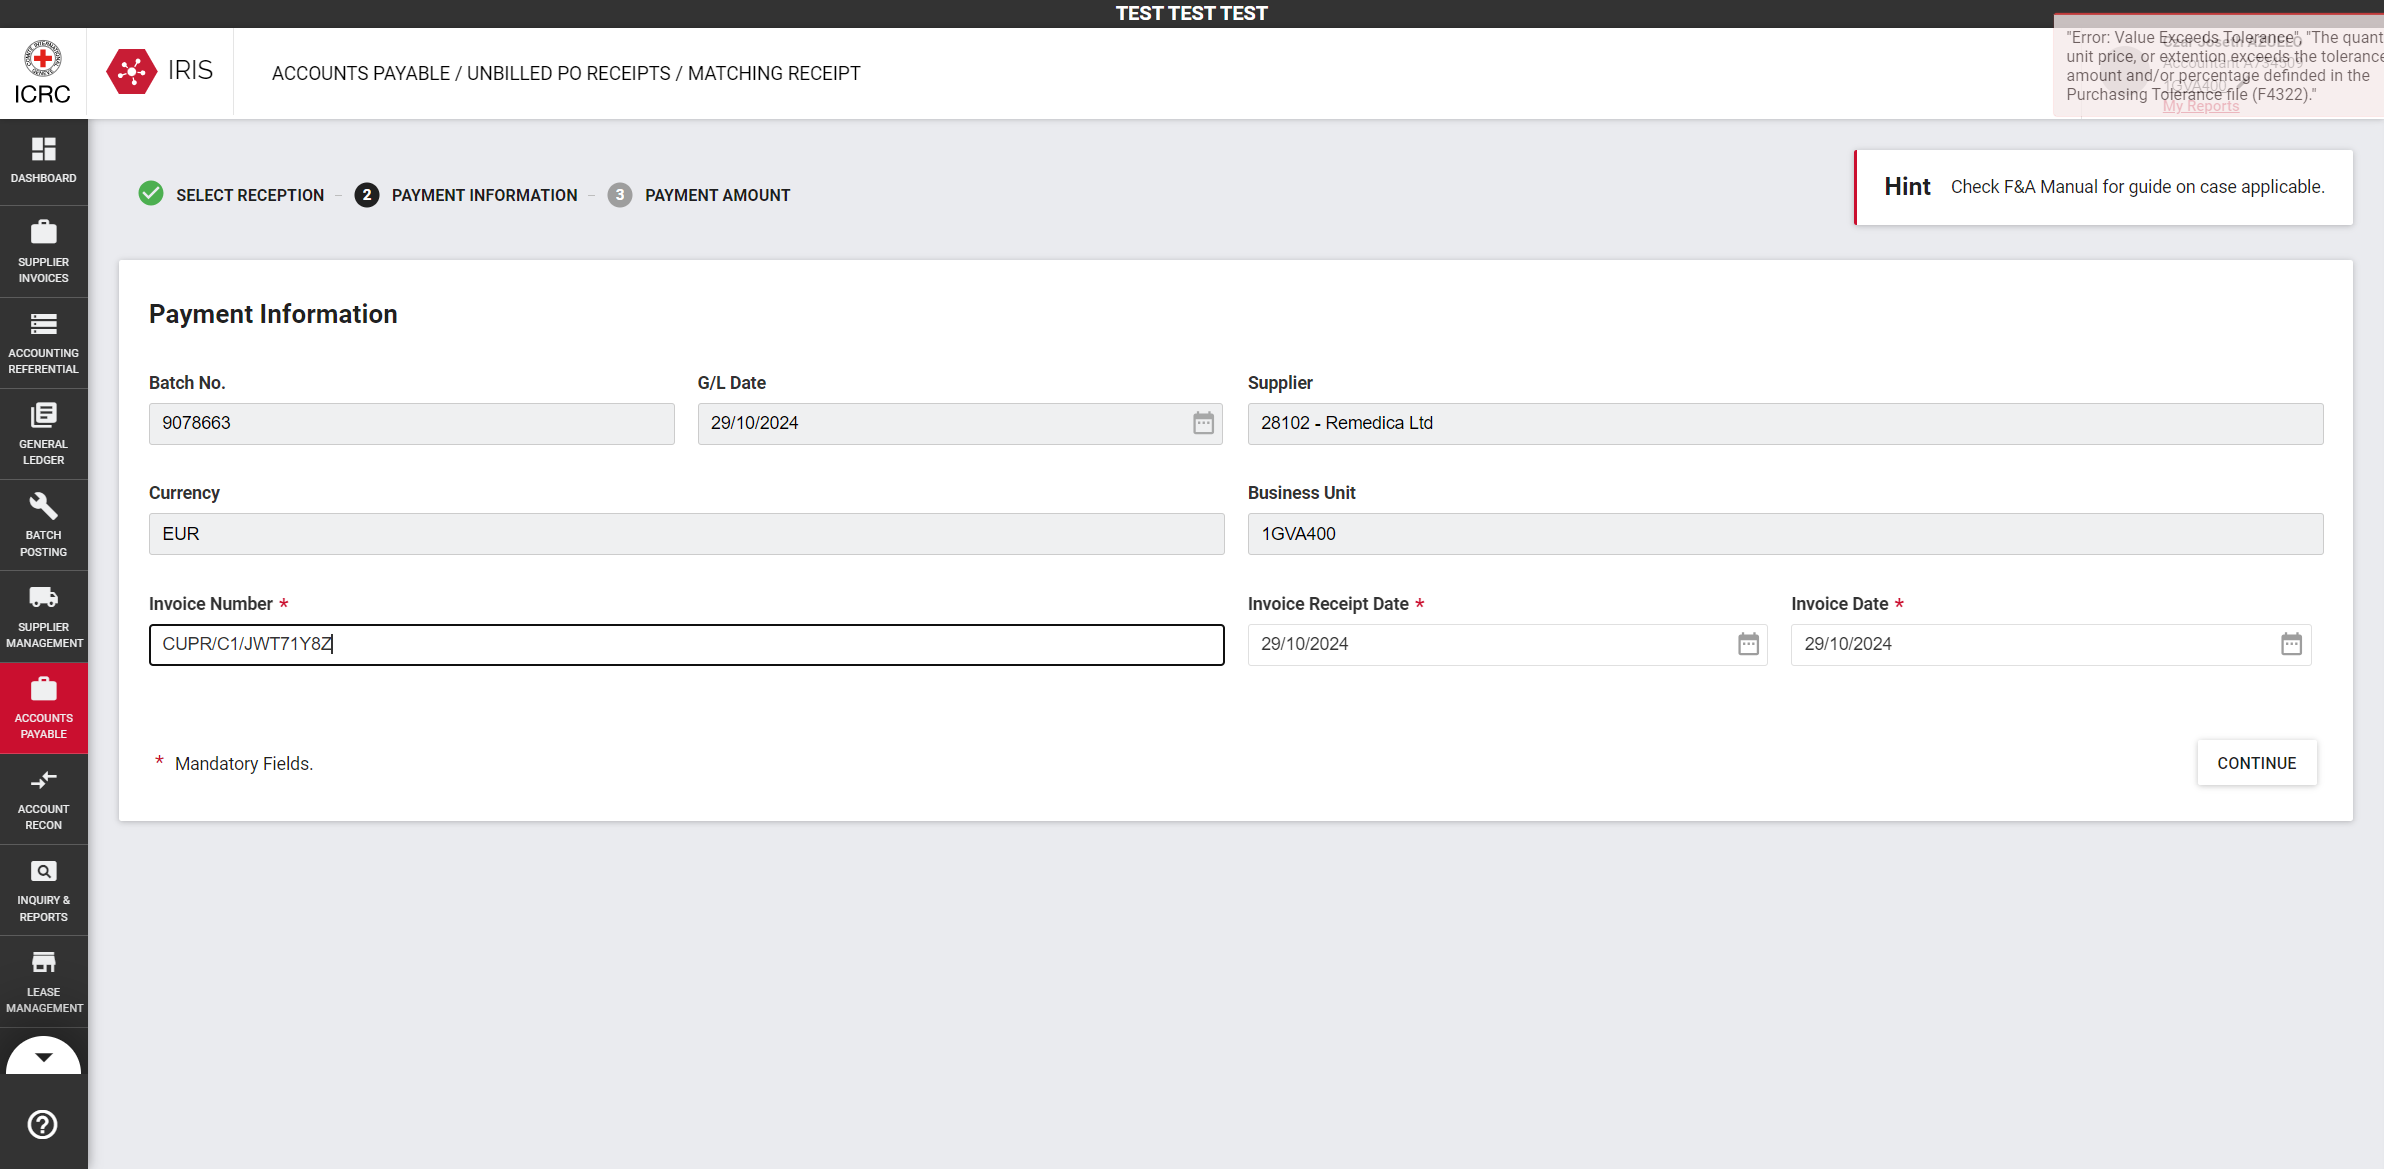 TEST TEST TEST
ICRC
IRIS
ACCOUNTS PAYABLE / UNBILLED PO RECEIPTS / MATCHING RECEIPT
"Error: Value Exceeds Tolerance", "The quant
unit price, or extention exceeds the tolerance
amount and/or percentage definded in the
Purchasing Tolerance file (F4322)."
1GVA400
My Reports
DASHBOARD
SUPPLIER
INVOICES
ACCOUNTING
REFERENTIAL
GENERAL
LEDGER
BATCH
POSTING
SUPPLIER
MANAGEMENT
ACCOUNTS
PAYABLE
ACCOUNT
RECON
INQUIRY &
REPORTS
LEASE
MANAGEMENT
SELECT RECEPTION
2 PAYMENT INFORMATION
3 PAYMENT AMOUNT
Hint Check F&A Manual for guide on case applicable.
Payment Information
Batch No. G/L Date Supplier
9078663 29/10/2024 28102 - Remedica Ltd
Currency Business Unit
EUR 1GVA400
Invoice Number * Invoice Receipt Date * Invoice Date *
CUPR/C1/JWT71Y8Z 29/10/2024 29/10/2024
* Mandatory Fields.
CONTINUE